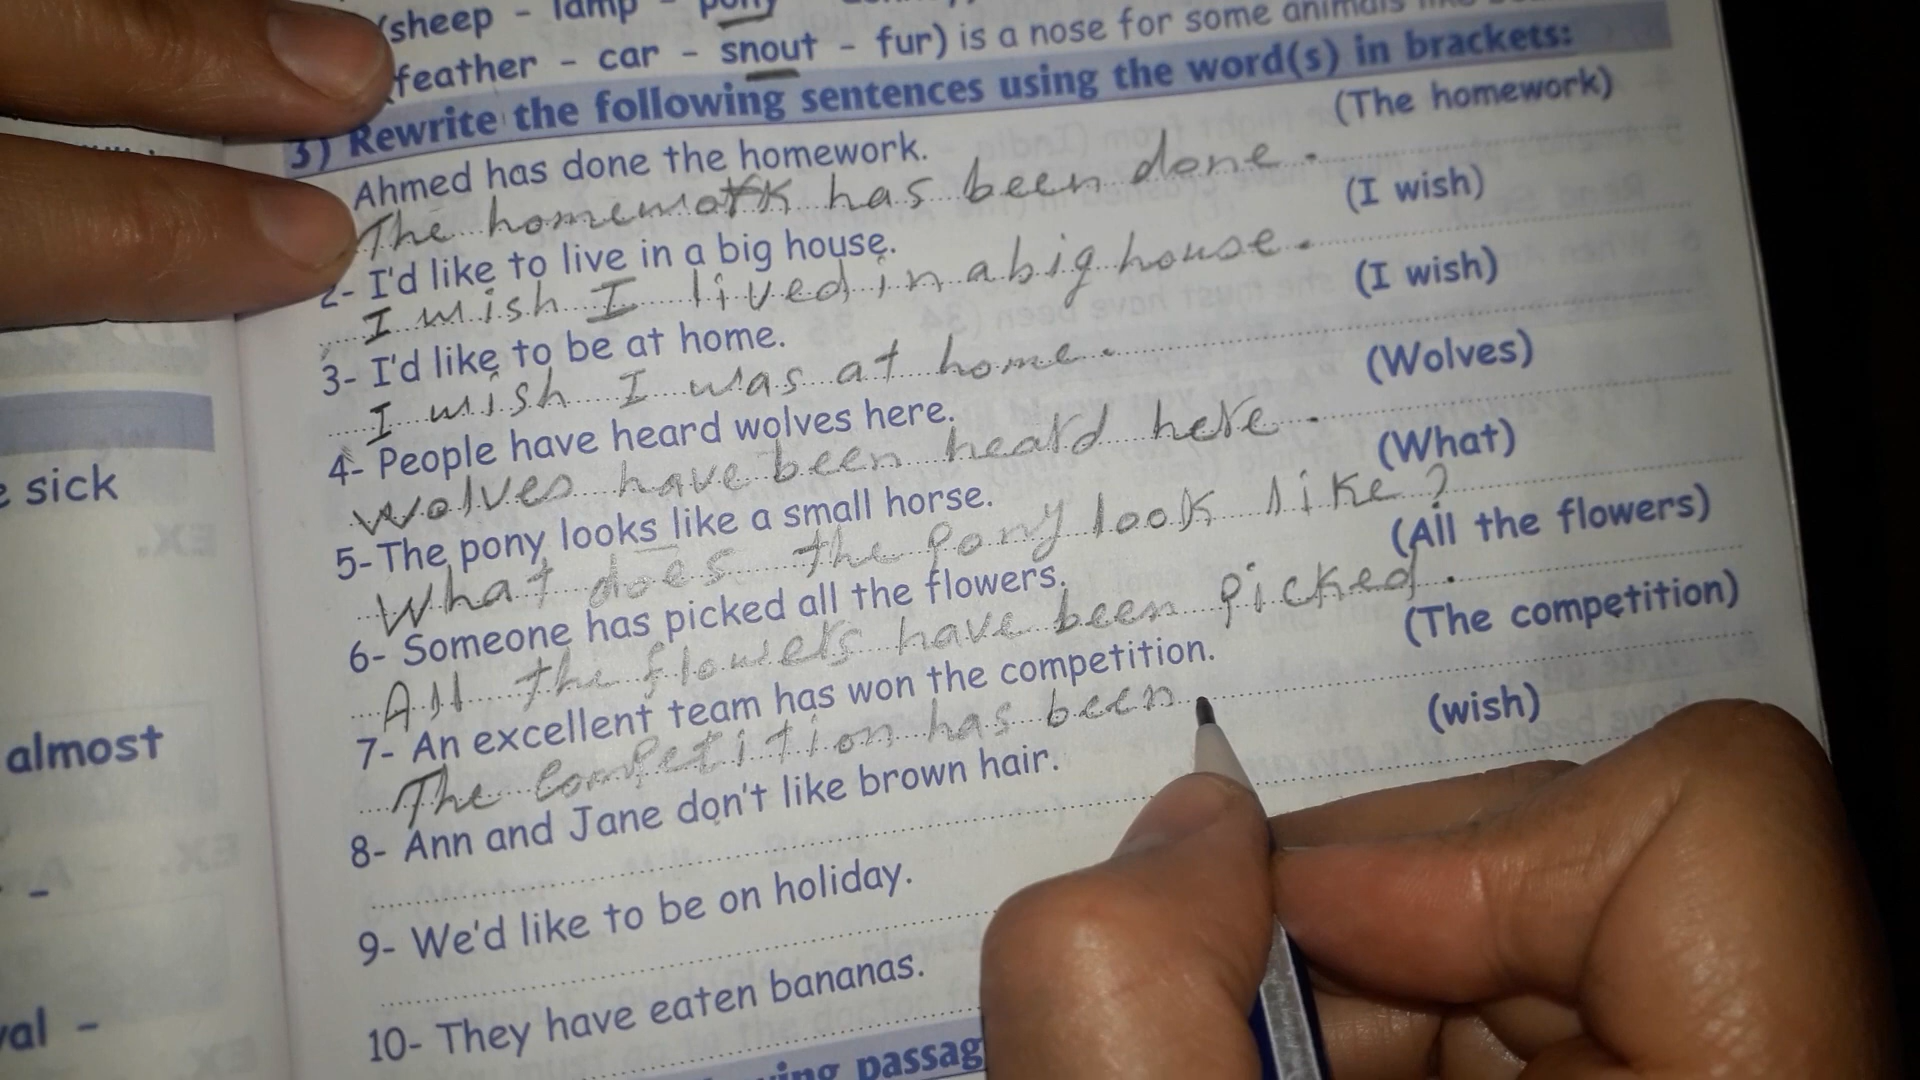 (sheep - lamp - pony
(feather - car - snout - fur) is a nose for some animals like
3) Rewrite the following sentences using the word(s) in brackets:
Ahmed has done the homework. (The homework)
The homework has been done.
2- I'd like to live in a big house. (I wish)
I wish I lived in a big house.
3- I'd like to be at home. (I wish)
I wish I was at home.
4- People have heard wolves here. (Wolves)
Wolves have been heard here.
5- The pony looks like a small horse. (What)
What does the pony look like?
6- Someone has picked all the flowers. (All the flowers)
All the flowers have been picked.
7- An excellent team has won the competition. (The competition)
The competition has been
8- Ann and Jane don't like brown hair. (wish)
9- We'd like to be on holiday.
10- They have eaten bananas.
passag
sick
almost
val -